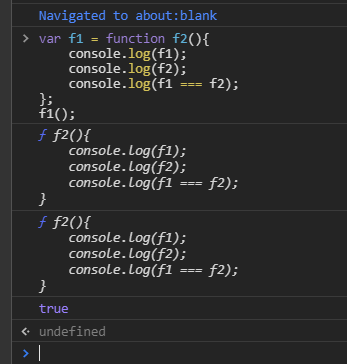 Navigated to about:blank
> var f1 = function f2(){
    console.log(f1);
    console.log(f2);
    console.log(f1 === f2);
};
f1();
ƒ f2(){
    console.log(f1);
    console.log(f2);
    console.log(f1 === f2);
}
ƒ f2(){
    console.log(f1);
    console.log(f2);
    console.log(f1 === f2);
}
true
undefined
>